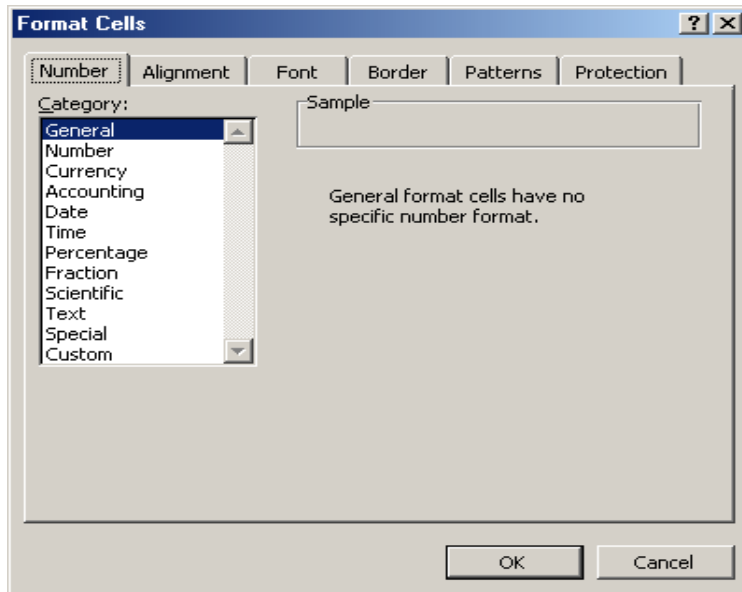 Format Cells
Number Alignment Font Border Patterns Protection
Category:
General
Number
Currency
Accounting
Date
Time
Percentage
Fraction
Scientific
Text
Special
Custom
Sample
General format cells have no
specific number format.
OK Cancel